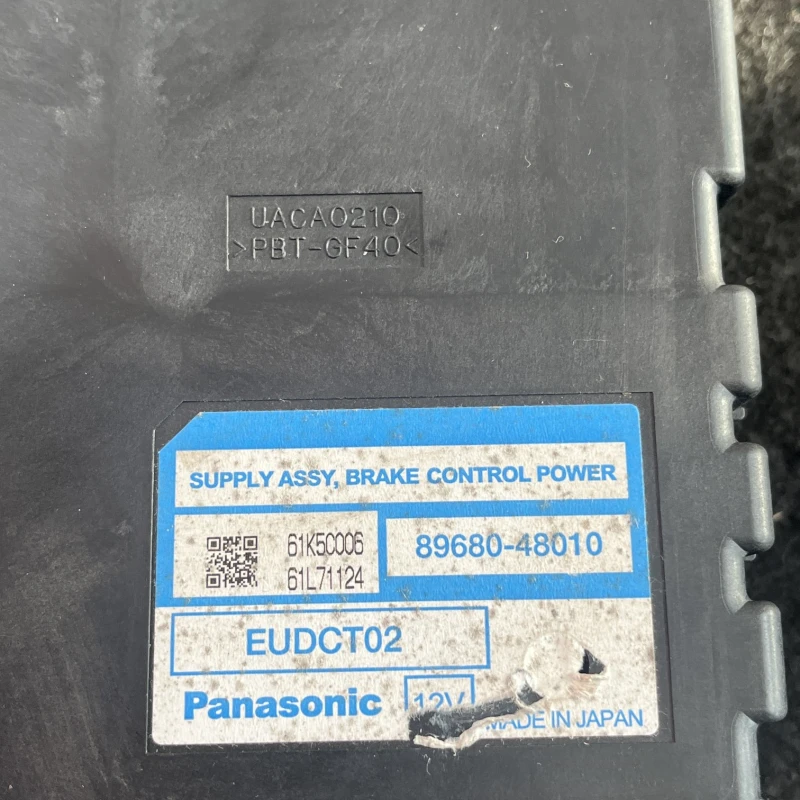 UACA0210
>PBT-GF40<
SUPPLY ASSY, BRAKE CONTROL POWER
61K5C006
61L71124
89680-48010
EUDCT02
Panasonic
12V
MADE IN JAPAN